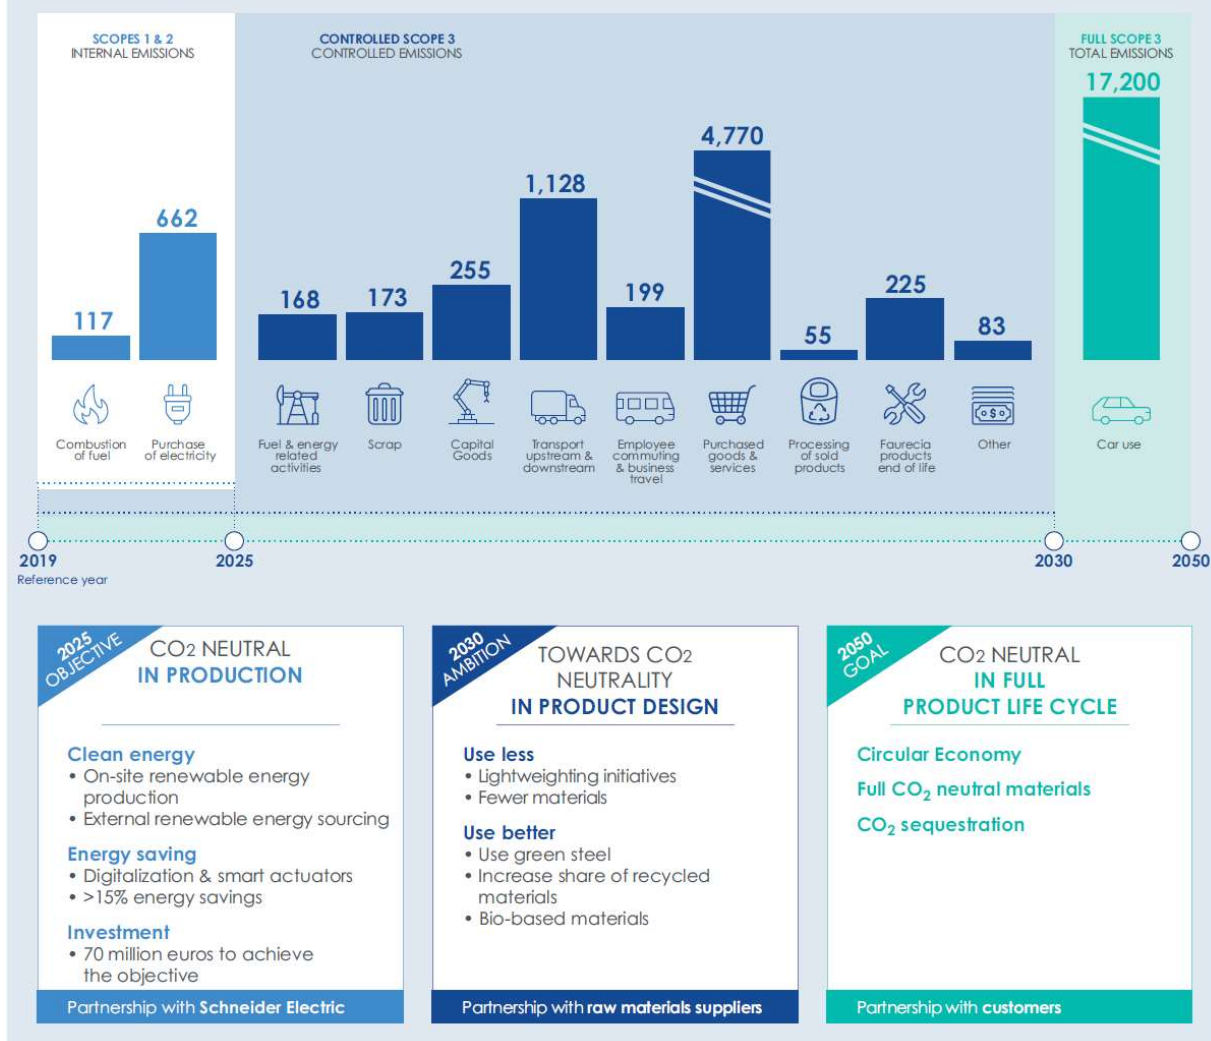 SCOPES 1 & 2
INTERNAL EMISSIONS
CONTROLLED SCOPE 3
CONTROLLED EMISSIONS
FULL SCOPE 3
TOTAL EMISSIONS
117
662
168
173
255
1,128
199
4,770
55
225
83
17,200
Combustion
of fuel
Purchase
of electricity
Fuel & energy
related
activities
Scrap
Capital
Goods
Transport
upstream &
downstream
Employee
commuting
& business
travel
Purchased
goods &
services
Processing
of sold
products
Faurecia
products
end of life
Other
Car use
2019
Reference year
2025
2030
2050
2025
OBJECTIVE
CO2 NEUTRAL
IN PRODUCTION
Clean energy
• On-site renewable energy
production
• External renewable energy sourcing
Energy saving
• Digitalization & smart actuators
• >15% energy savings
Investment
• 70 million euros to achieve
the objective
Partnership with Schneider Electric
2030
AMBITION
TOWARDS CO2
NEUTRALITY
IN PRODUCT DESIGN
Use less
• Lightweighting initiatives
• Fewer materials
Use better
• Use green steel
• Increase share of recycled
materials
• Bio-based materials
Partnership with raw materials suppliers
2050
GOAL
CO2 NEUTRAL
IN FULL
PRODUCT LIFE CYCLE
Circular Economy
Full CO2 neutral materials
CO2 sequestration
Partnership with customers